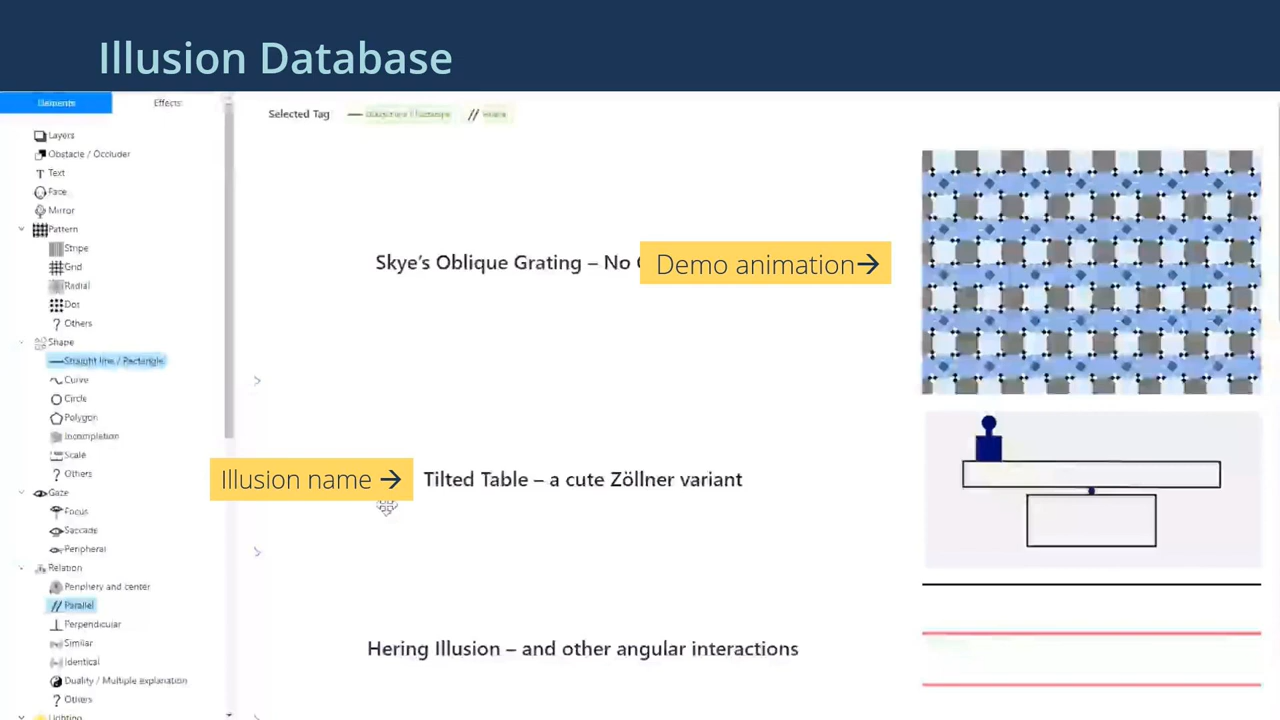 Illusion Database
Elements
Effects
Layers
Obstacle / Occluder
Text
Face
Mirror
Pattern
Stripe
Grid
Radial
Dot
Others
Shape
Straight line / Rectangle
Curve
Circle
Polygon
Incompletion
Scale
Others
Gaze
Focus
Saccade
Peripheral
Relation
Periphery and center
Parallel
Perpendicular
Similar
Identical
Duality / Multiple explanation
Others
Lighting
Selected Tag
Skye's Oblique Grating – No
Demo animation→
Illusion name →
Tilted Table – a cute Zöllner variant
Hering Illusion – and other angular interactions